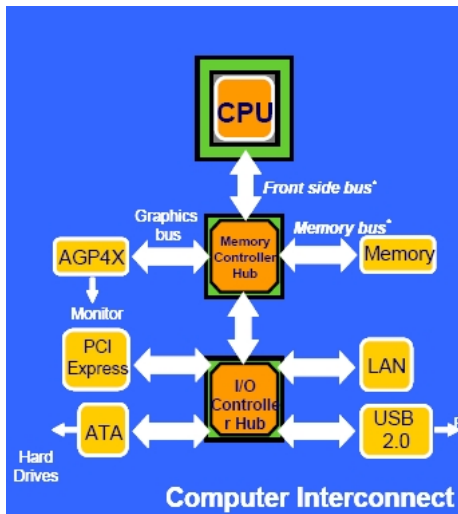 CPU
Front side bus*
Graphics
bus
Memory bus*
Memory
Controller
Hub
AGP4X
Memory
Monitor
PCI
Express
LAN
I/O
Controlle
r Hub
ATA
USB
2.0
Hard
Drives
Computer Interconnect